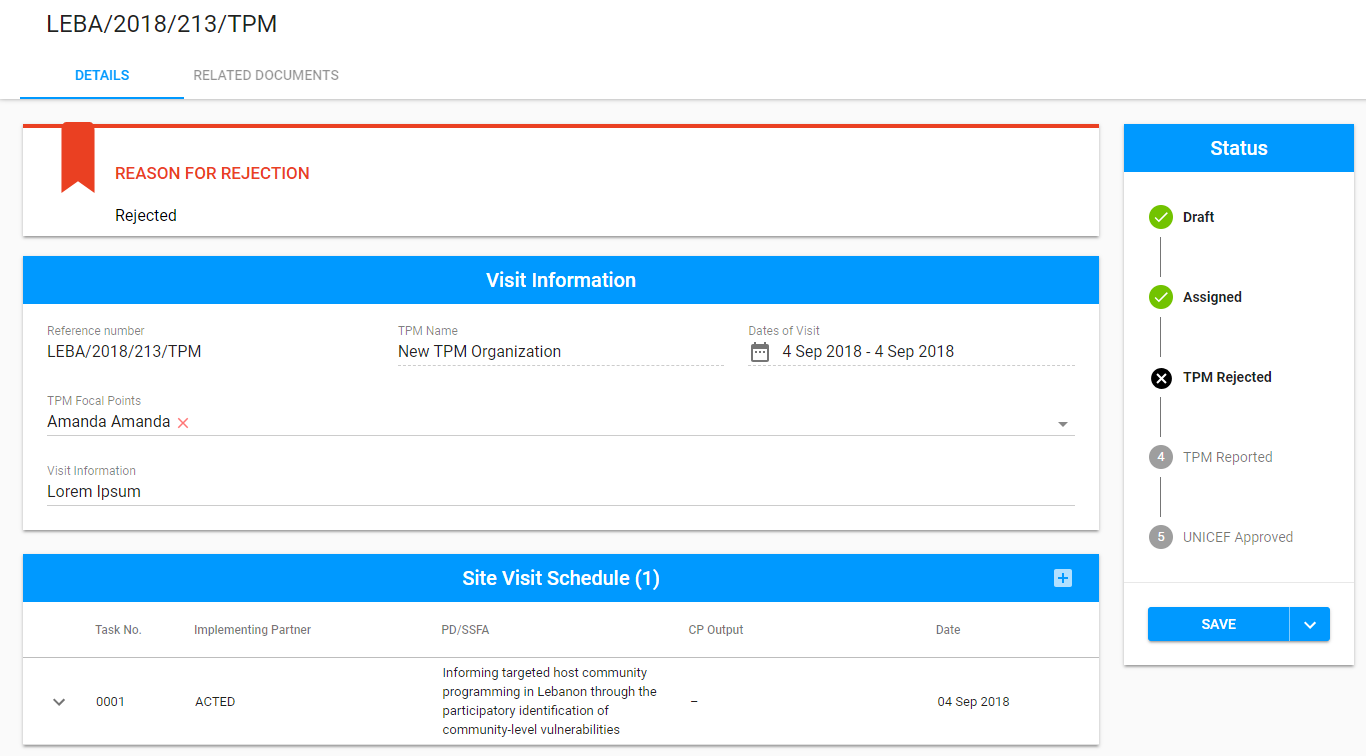 LEBA/2018/213/TPM
DETAILS
RELATED DOCUMENTS
REASON FOR REJECTION
Rejected
Visit Information
Reference number
LEBA/2018/213/TPM
TPM Name
New TPM Organization
Dates of Visit
4 Sep 2018 - 4 Sep 2018
TPM Focal Points
Amanda Amanda
Visit Information
Lorem Ipsum
Site Visit Schedule (1)
Task No.
Implementing Partner
PD/SSFA
CP Output
Date
0001
ACTED
Informing targeted host community
programming in Lebanon through the
participatory identification of
community-level vulnerabilities
–
04 Sep 2018
Status
Draft
Assigned
TPM Rejected
4 TPM Reported
5 UNICEF Approved
SAVE